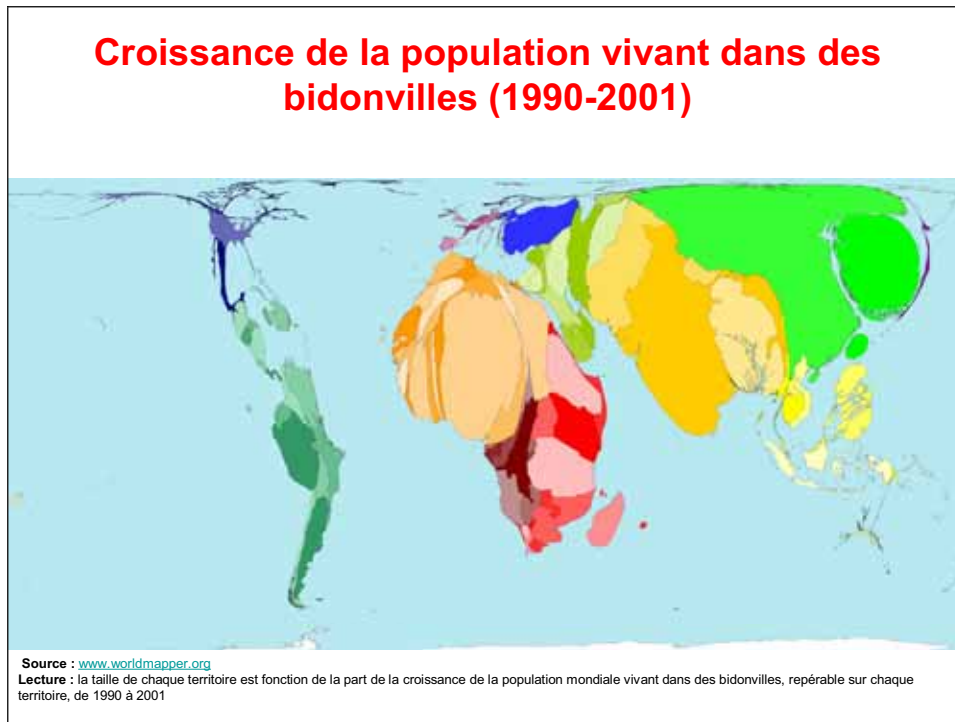 Croissance de la population vivant dans des
bidonvilles (1990-2001)
Source : www.worldmapper.org
Lecture : la taille de chaque territoire est fonction de la part de la croissance de la population mondiale vivant dans des bidonvilles, repérable sur chaque
territoire, de 1990 à 2001